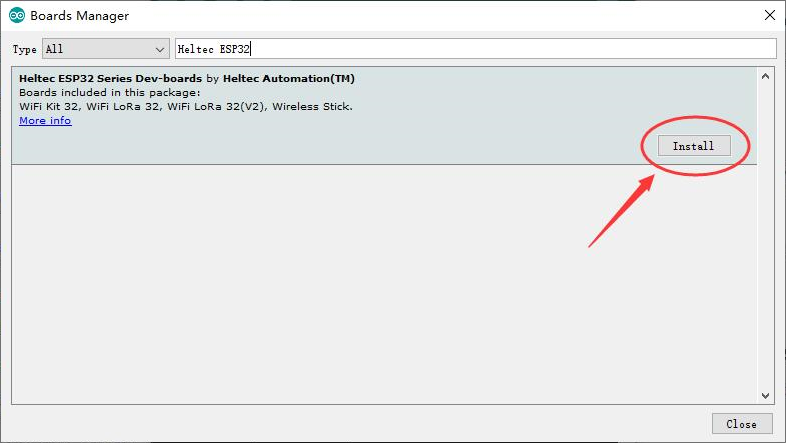 Boards Manager
Type All Heltec ESP32
Heltec ESP32 Series Dev-boards by Heltec Automation(TM)
Boards included in this package:
WiFi Kit 32, WiFi LoRa 32, WiFi LoRa 32(V2), Wireless Stick.
More info
Install
Close